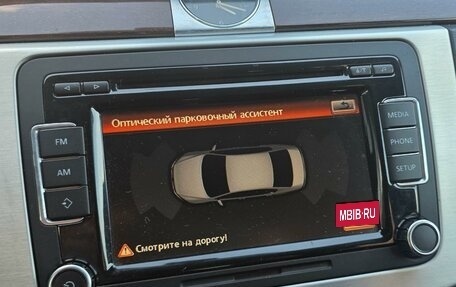 Оптический парковочный ассистент
FM
AM
MEDIA
PHONE
SETUP
MBIB.RU
Смотрите на дорогу!